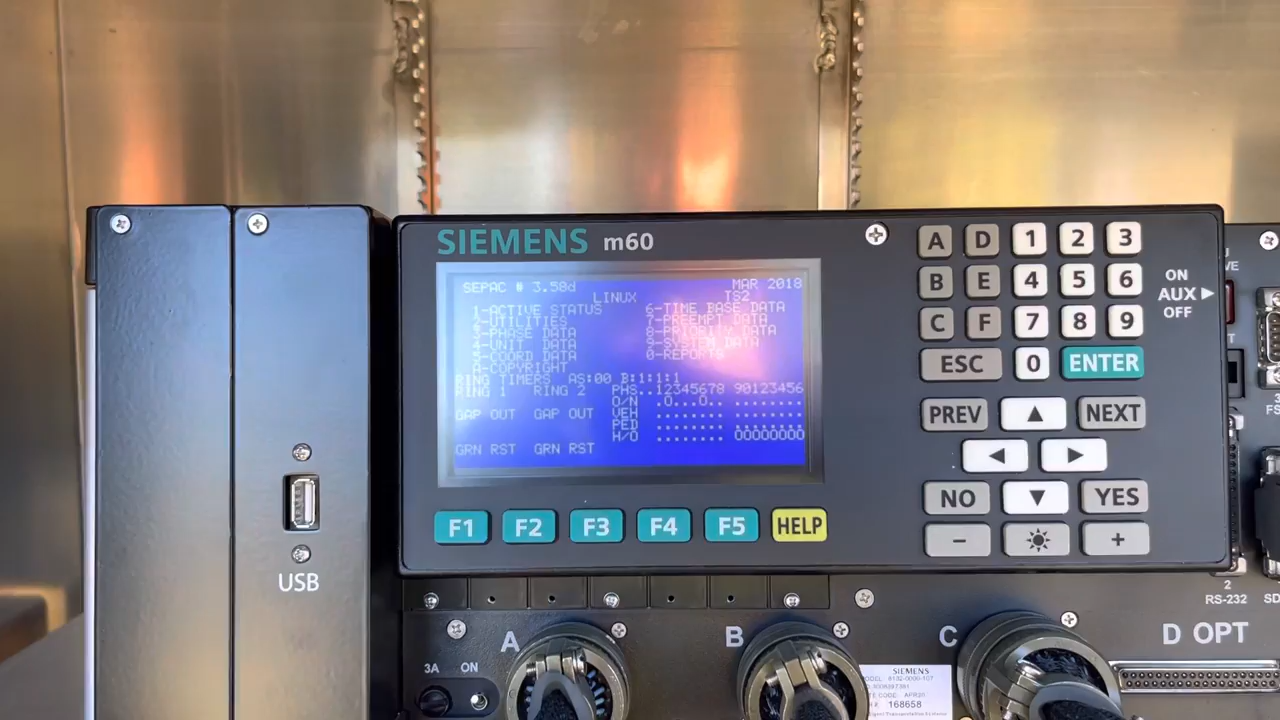 SIEMENS m60
SEPAC # 3.58d MAR 2018
LINUX TS2
1-ACTIVE STATUS 6-TIME BASE DATA
2-UTILITIES 7-PREEMPT DATA
3-PHASE DATA 8-PRIORITY DATA
4-UNIT DATA 9-SYSTEM DATA
5-COORD DATA 0-REPORTS
A-COPYRIGHT
RING TIMERS AS:00 B:1:1:1
RING 1 RING 2 PHS..12345678 90123456
O/N .O...O.. ........
GAP OUT GAP OUT VEH ........ ........
PED ........ ........
H/O ........ 00000000
GRN RST GRN RST
F1 F2 F3 F4 F5 HELP
A D 1 2 3
B E 4 5 6
C F 7 8 9
ESC 0 ENTER
PREV ▲ NEXT
◀ ▶
NO ▼ YES
− +
ON
AUX ▶
OFF
USB
2
RS-232
A
B
C
D OPT
3A ON
SIEMENS
168658